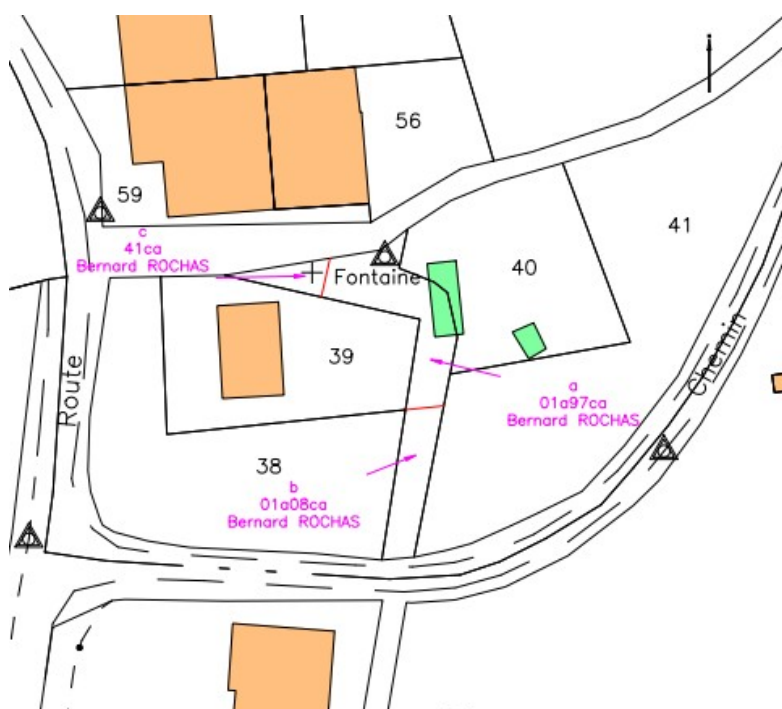 56
59
c
41ca
Bernard ROCHAS
Fontaine
40
41
39
Route
Chemin
a
01a97ca
Bernard ROCHAS
38
b
01a08ca
Bernard ROCHAS